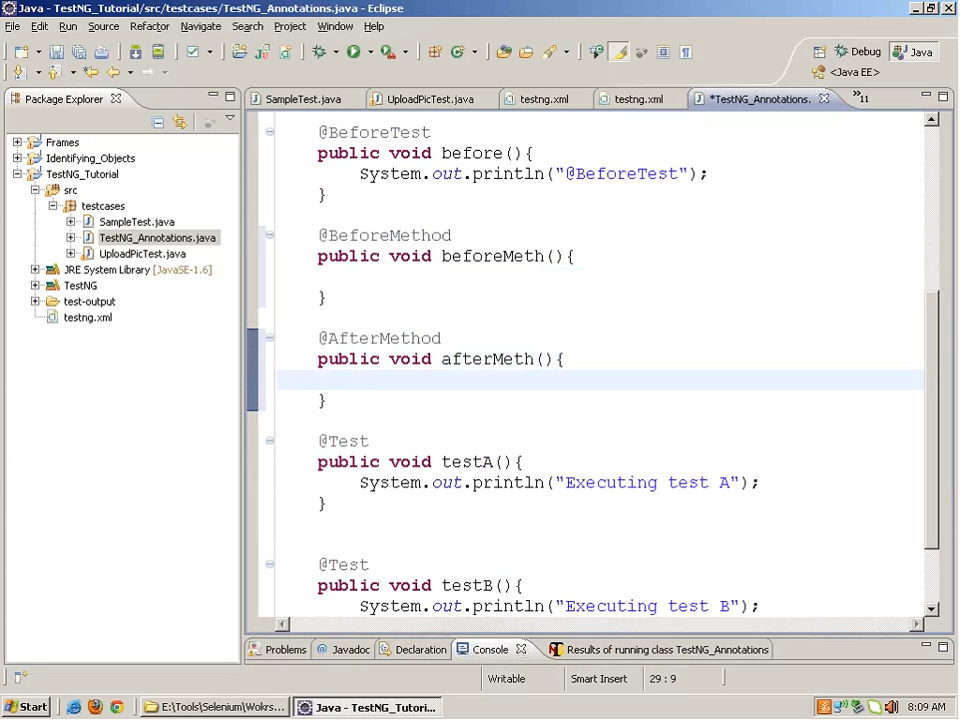 Java - TestNG_Tutorial/src/testcases/TestNG_Annotations.java - Eclipse
File Edit Run Source Refactor Navigate Search Project Window Help
Debug Java
<Java EE>
Package Explorer
SampleTest.java UploadPicTest.java testng.xml testng.xml *TestNG_Annotations. »11
Frames
Identifying_Objects
TestNG_Tutorial
src
testcases
SampleTest.java
TestNG_Annotations.java
UploadPicTest.java
JRE System Library [JavaSE-1.6]
TestNG
test-output
testng.xml
@BeforeTest
public void before(){
System.out.println("@BeforeTest");
}
@BeforeMethod
public void beforeMeth(){
}
@AfterMethod
public void afterMeth(){
}
@Test
public void testA(){
System.out.println("Executing test A");
}
@Test
public void testB(){
System.out.println("Executing test B");
Problems @ Javadoc Declaration Console Results of running class TestNG_Annotations
Writable Smart Insert 29 : 9
Start E:\Tools\Selenium\Wokrs... Java - TestNG_Tutori... 8:09 AM